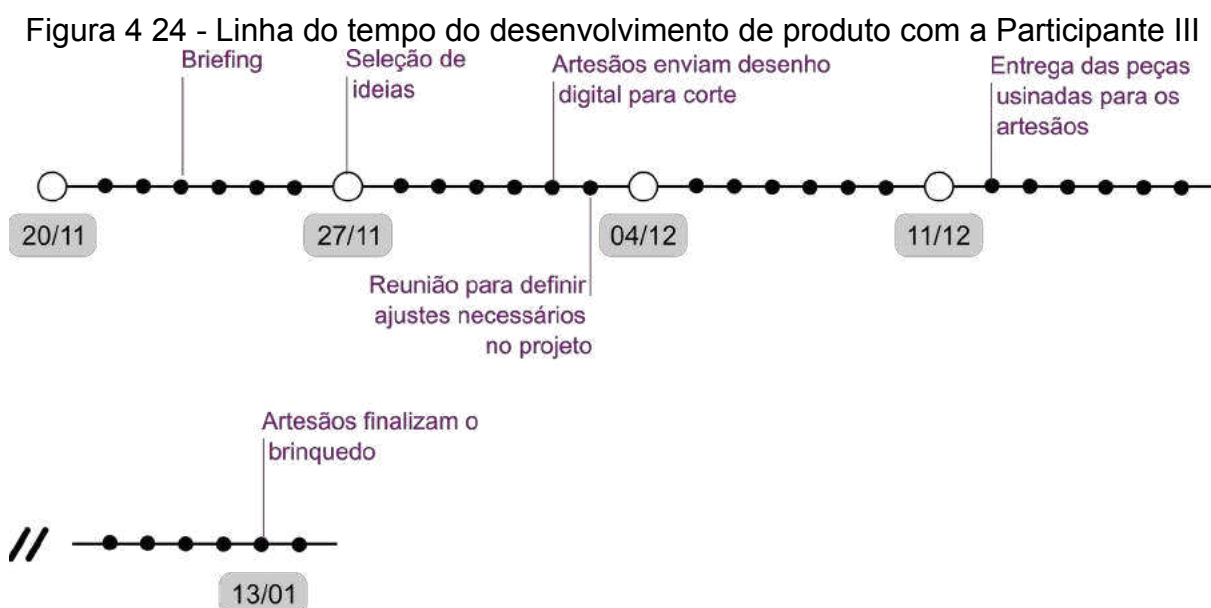 Figura 4 24 - Linha do tempo do desenvolvimento de produto com a Participante III
Briefing
Seleção de
ideias
Artesãos enviam desenho
digital para corte
Entrega das peças
usinadas para os
artesãos
20/11
27/11
04/12
11/12
Reunião para definir
ajustes necessários
no projeto
Artesãos finalizam o
brinquedo
13/01